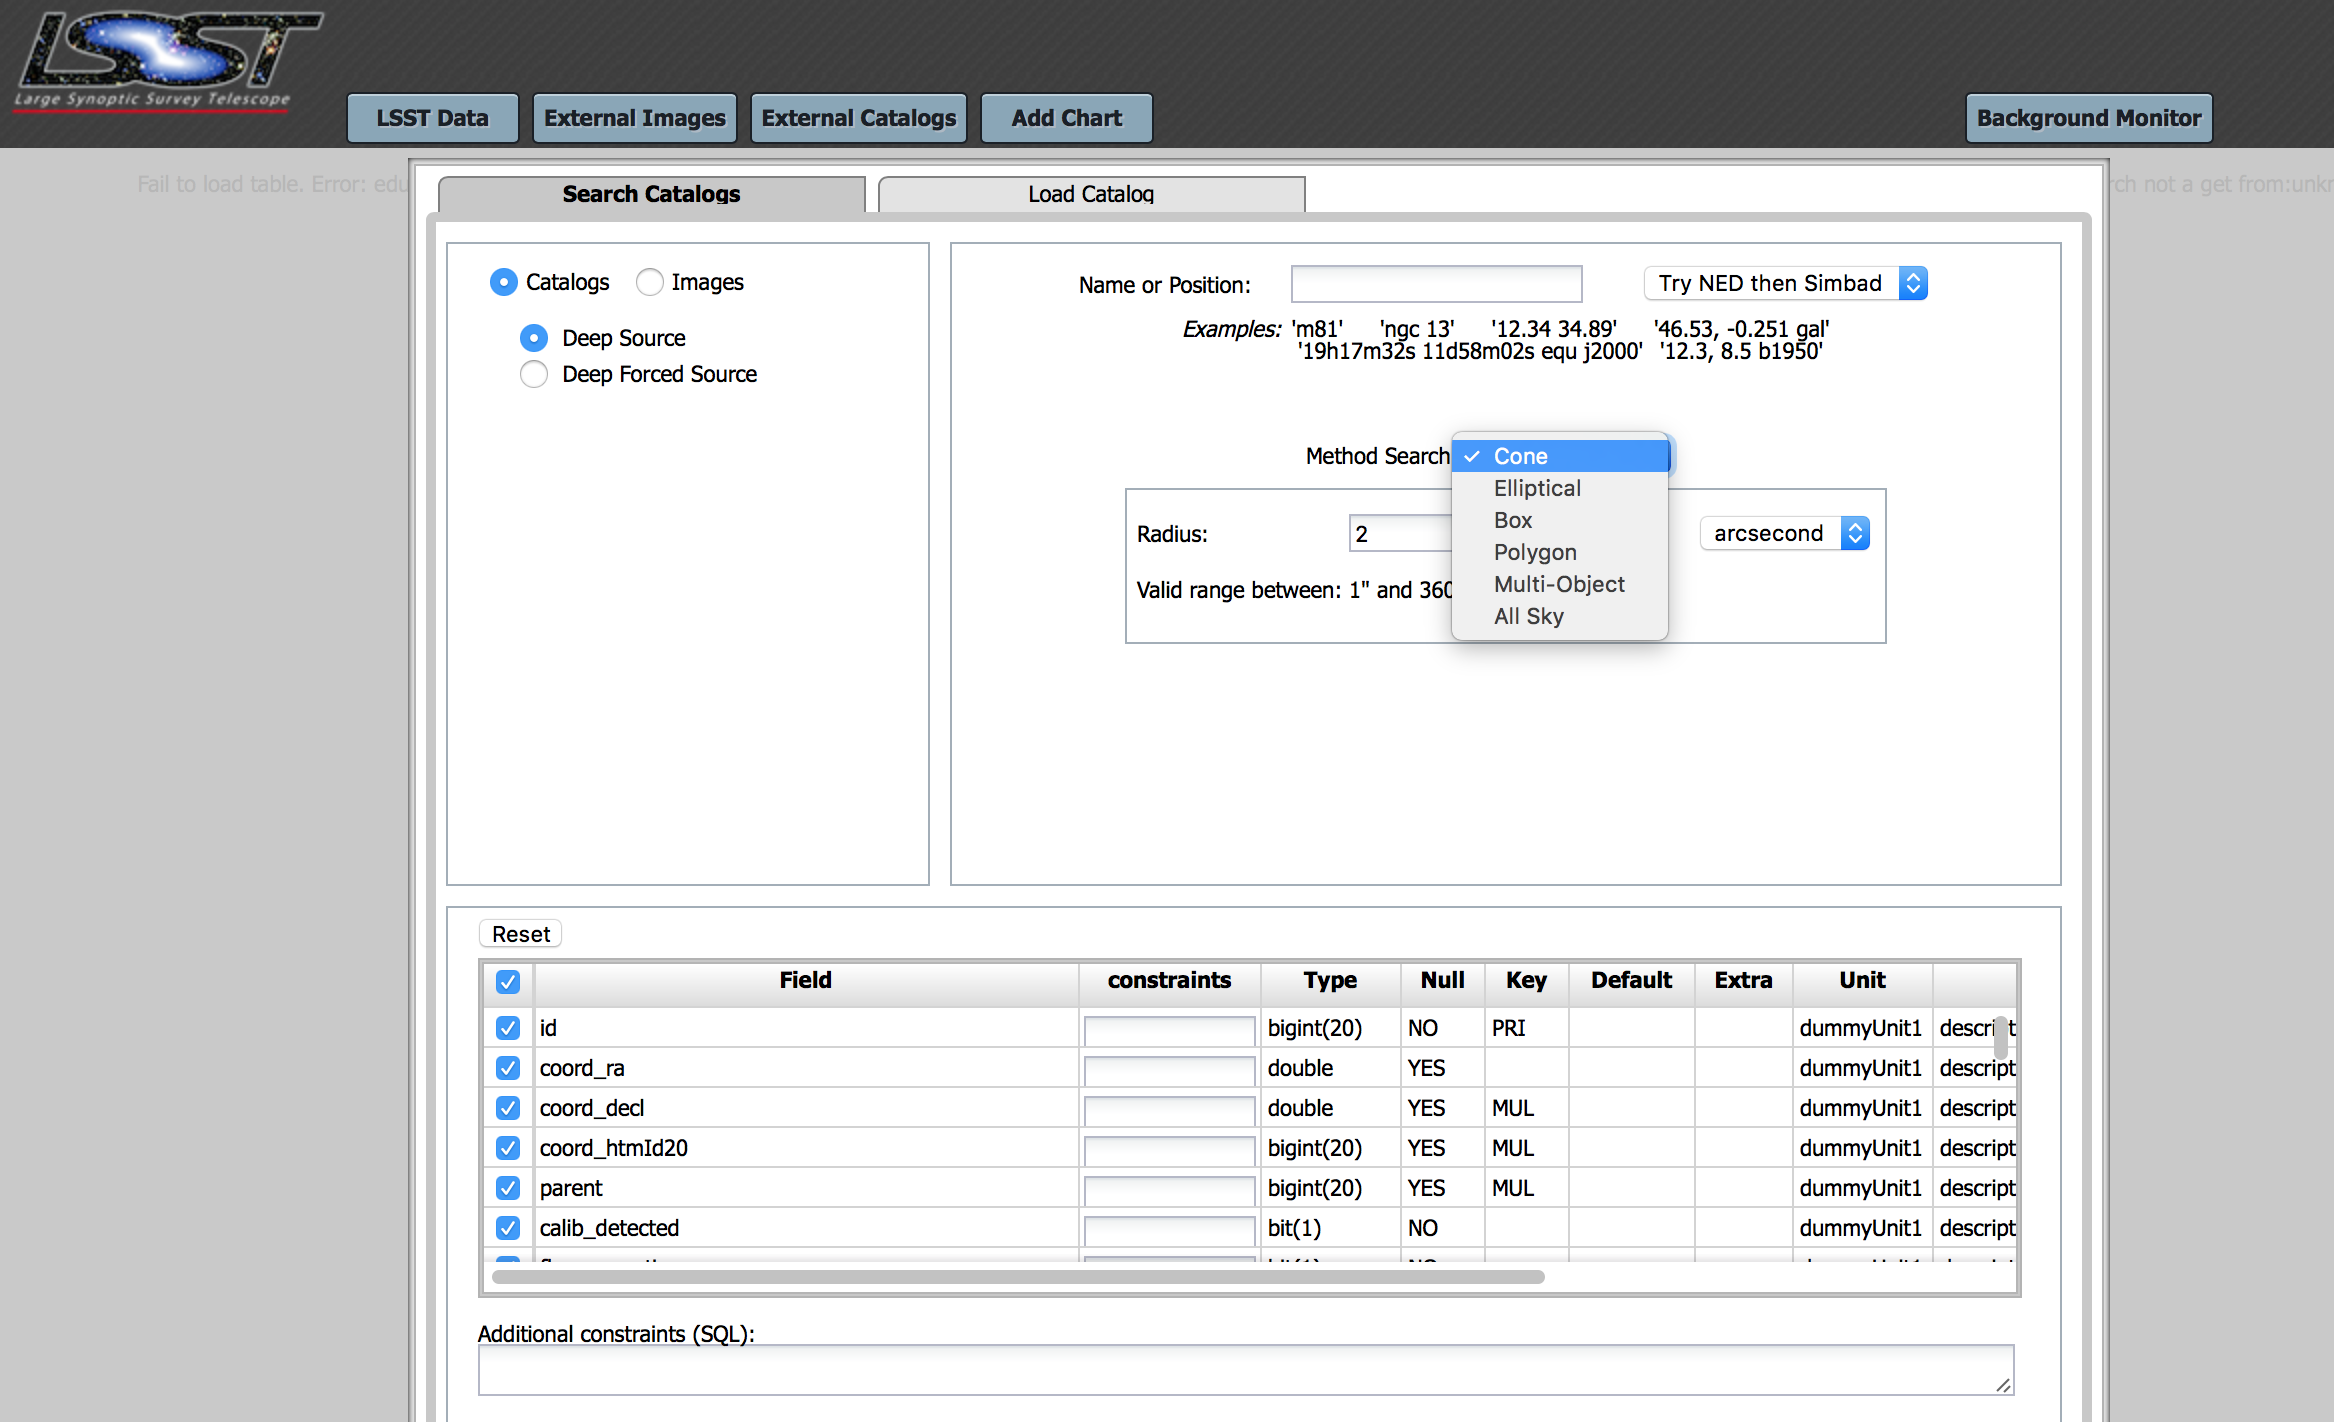 LSST
Large Synoptic Survey Telescope
LSST Data External Images External Catalogs Add Chart Background Monitor
Fail to load table. Error: edu
rch not a get from:unkr
Search Catalogs Load Catalog
Catalogs Images
Deep Source
Deep Forced Source
Name or Position: Try NED then Simbad
Examples: 'm81' 'ngc 13' '12.34 34.89' '46.53, -0.251 gal'
'19h17m32s 11d58m02s equ j2000' '12.3, 8.5 b1950'
Method Search
✓ Cone
Elliptical
Box
Polygon
Multi-Object
All Sky
Radius: 2 arcsecond
Valid range between: 1" and 360
Reset
Field constraints Type Null Key Default Extra Unit
id bigint(20) NO PRI dummyUnit1 descript
coord_ra double YES dummyUnit1 descript
coord_decl double YES MUL dummyUnit1 descript
coord_htmId20 bigint(20) YES MUL dummyUnit1 descript
parent bigint(20) YES MUL dummyUnit1 descript
calib_detected bit(1) NO dummyUnit1 descript
Additional constraints (SQL):